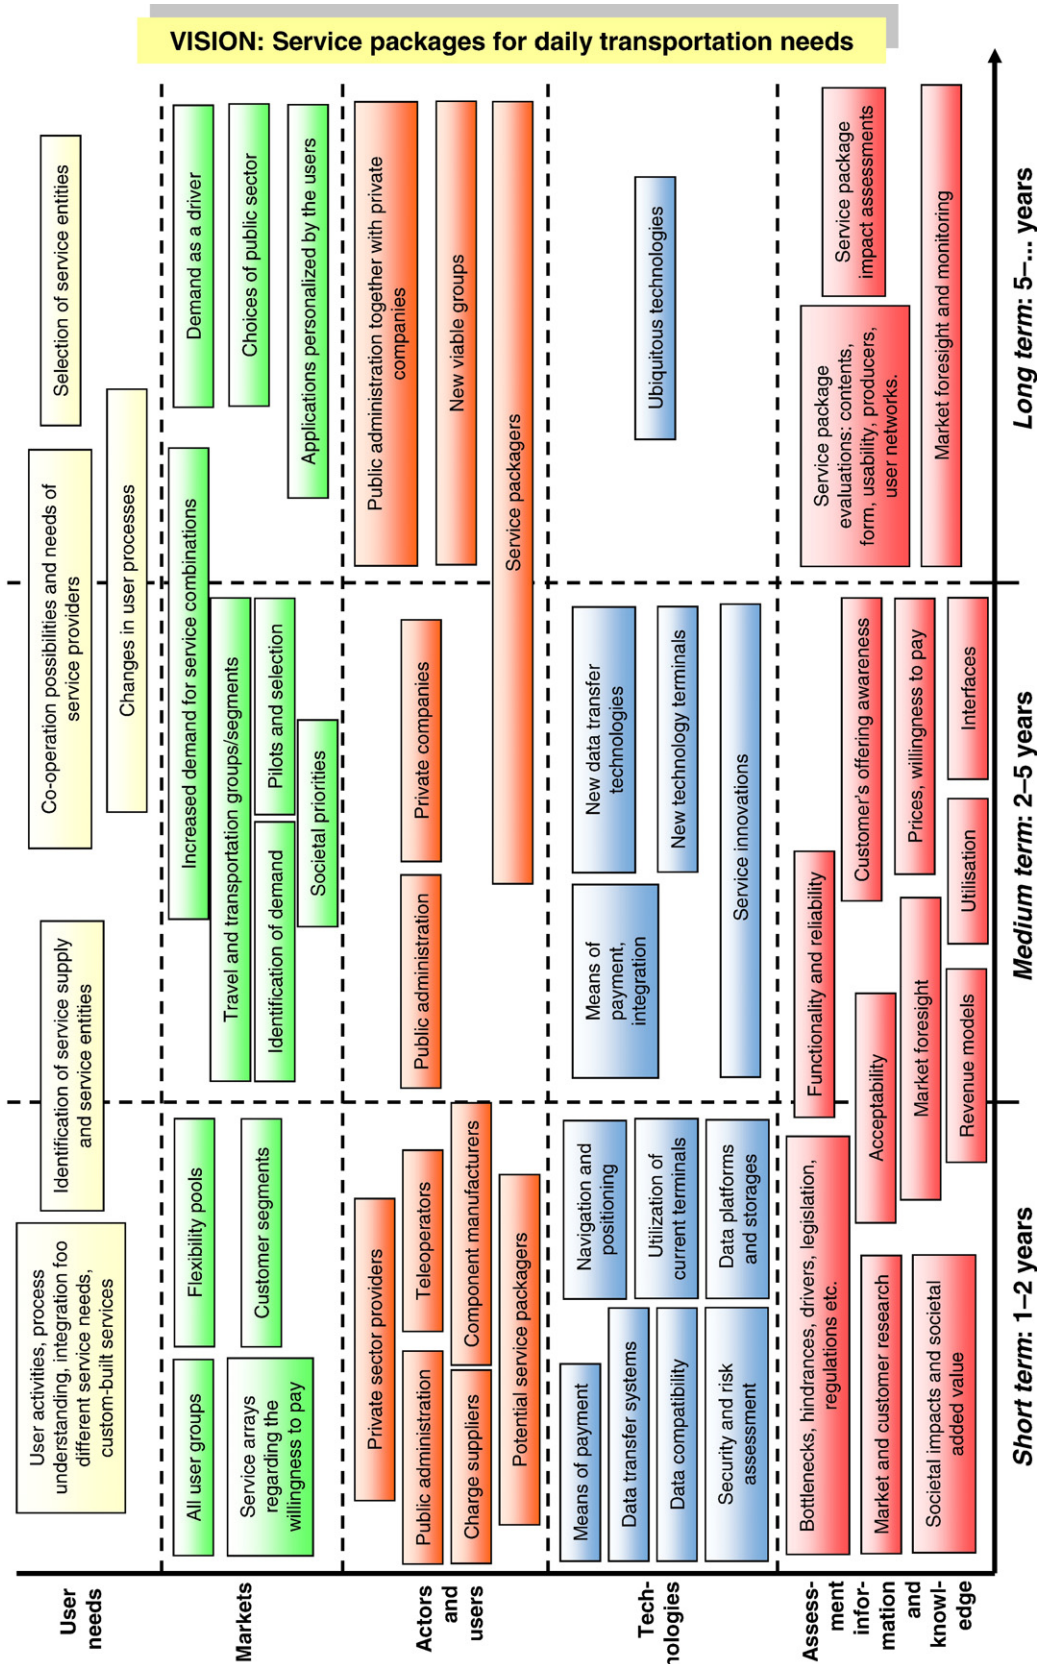 VISION: Service packages for daily transportation needs
User
needs
User activities, process
understanding, integration foo
different service needs,
custom-built services
Identification of service supply
and service entities
Co-operation possibilities and needs of
service providers
Changes in user processes
Selection of service entities
Markets
All user groups
Service arrays
regarding the
willingness to pay
Flexibility pools
Customer segments
Increased demand for service combinations
Travel and transportation groups/segments
Identification of demand
Pilots and selection
Societal priorities
Demand as a driver
Choices of public sector
Applications personalized by the users
Actors
and
users
Private sector providers
Public administration
Teleoperators
Charge suppliers
Component manufacturers
Potential service packagers
Public administration
Private companies
Service packagers
Public administration together with private
companies
New viable groups
Tech-
nologies
Means of payment
Data transfer systems
Data compatibility
Security and risk
assessment
Navigation and
positioning
Utilization of
current terminals
Data platforms
and storages
Means of
payment,
integration
New data transfer
technologies
New technology terminals
Service innovations
Ubiquitous technologies
Assess-
ment
infor-
mation
and
knowl-
edge
Bottlenecks, hindrances, drivers, legislation,
regulations etc.
Market and customer research
Societal impacts and societal
added value
Functionality and reliability
Acceptability
Market foresight
Revenue models
Customer's offering awareness
Prices, willingness to pay
Utilisation
Interfaces
Service package
evaluations: contents,
form, usability, producers,
user networks.
Service package
impact assessments
Market foresight and monitoring
Short term: 1–2 years
Medium term: 2–5 years
Long term: 5–... years